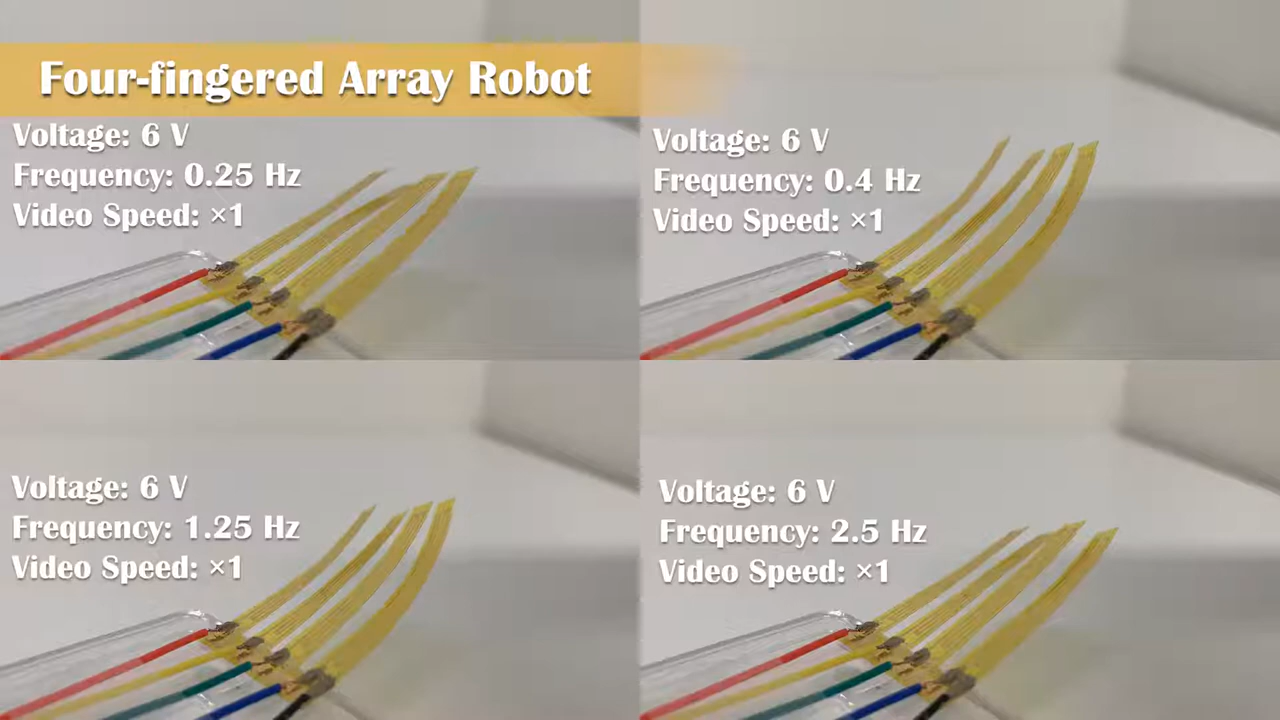 Four-fingered Array Robot
Voltage: 6 V
Frequency: 0.25 Hz
Video Speed: ×1
Voltage: 6 V
Frequency: 0.4 Hz
Video Speed: ×1
Voltage: 6 V
Frequency: 1.25 Hz
Video Speed: ×1
Voltage: 6 V
Frequency: 2.5 Hz
Video Speed: ×1